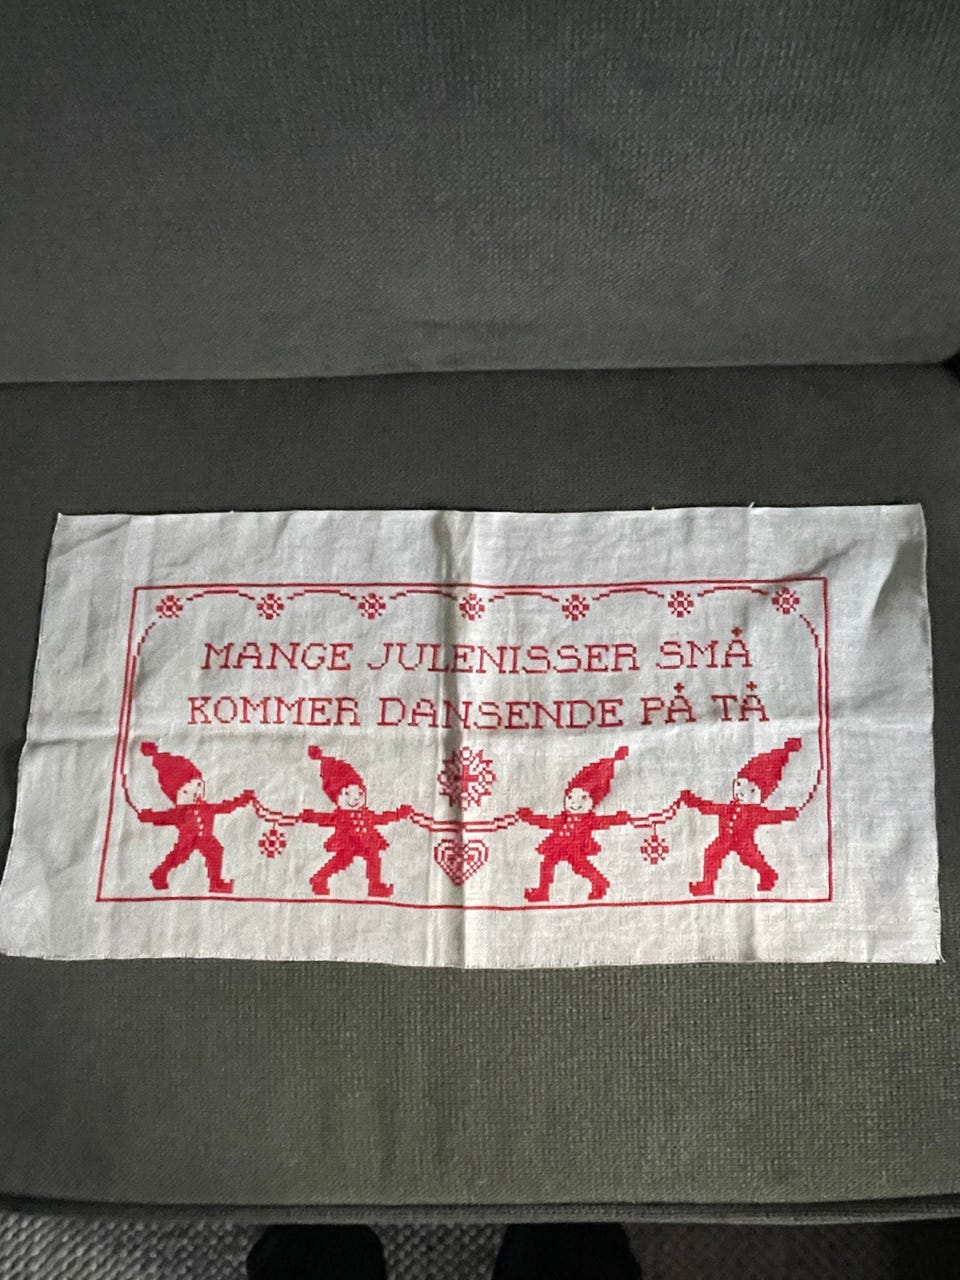 MANGE JULENISSER SMÅ
KOMMER DANSENDE PÅ TÅ